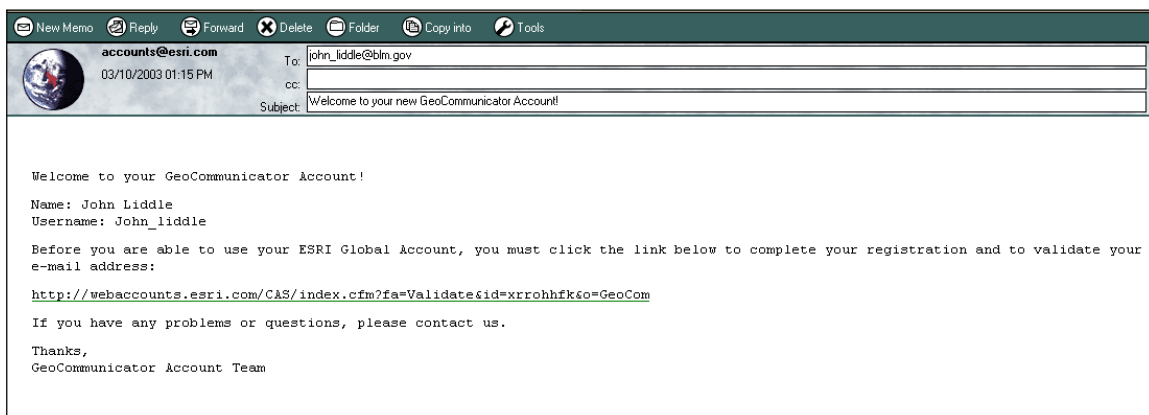 New Memo Reply Forward Delete Folder Copy into Tools
accounts@esri.com
03/10/2003 01:15 PM
To: john_liddle@blm.gov
cc:
Subject: Welcome to your new GeoCommunicator Account!
Welcome to your GeoCommunicator Account!
Name: John Liddle
Username: John_liddle
Before you are able to use your ESRI Global Account, you must click the link below to complete your registration and to validate your
e-mail address:
http://webaccounts.esri.com/CAS/index.cfm?fa=Validate&id=xrrohhfk&o=GeoCom
If you have any problems or questions, please contact us.
Thanks,
GeoCommunicator Account Team